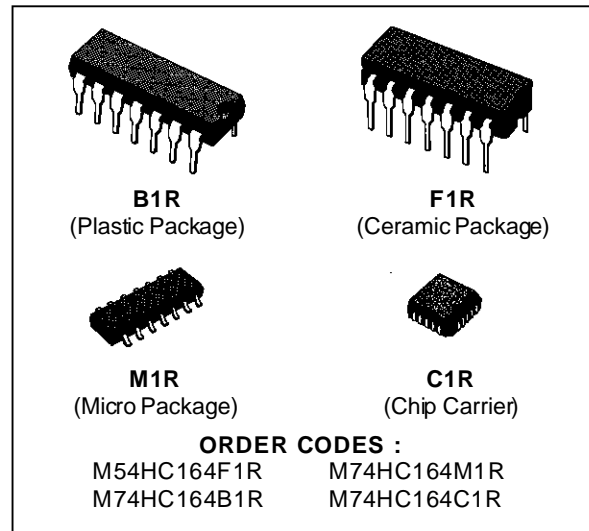 B1R
(Plastic Package)
F1R
(Ceramic Package)
M1R
(Micro Package)
C1R
(Chip Carrier)
ORDER CODES :
M54HC164F1R M74HC164M1R
M74HC164B1R M74HC164C1R